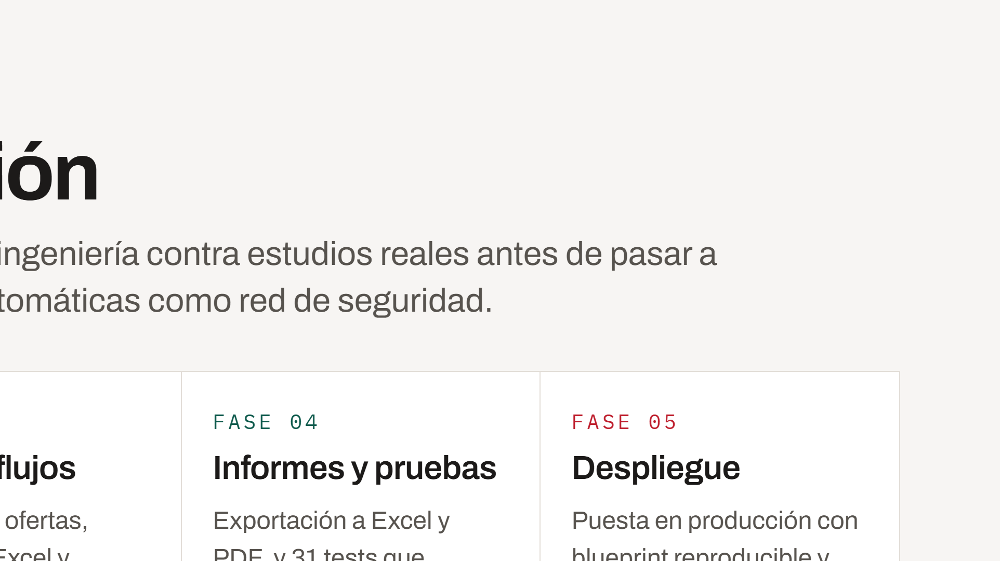 ión
ingeniería contra estudios reales antes de pasar a
tomáticas como red de seguridad.
flujos
ofertas,
Excel y
FASE 04
Informes y pruebas
Exportación a Excel y
PDF, y 31 tests que
FASE 05
Despliegue
Puesta en producción con
blueprint reproducible y